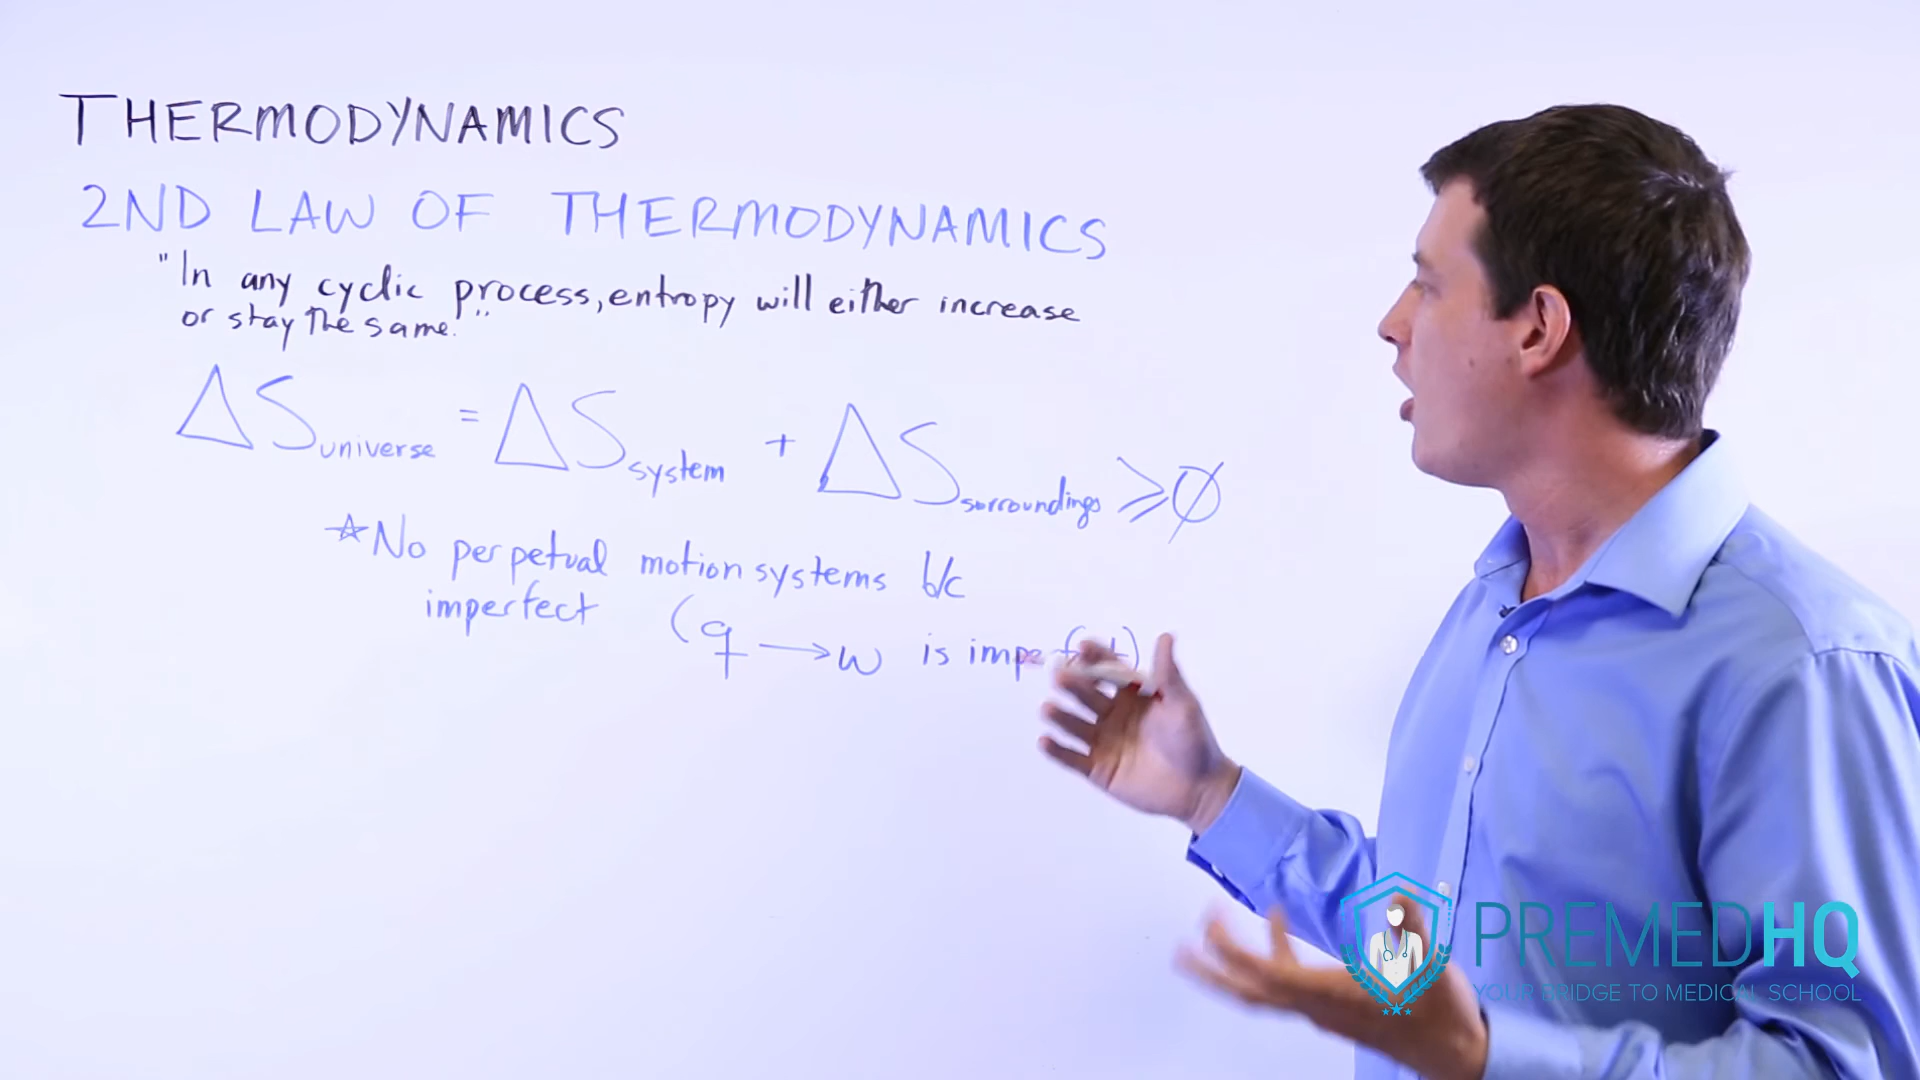 THERMODYNAMICS
2ND LAW OF THERMODYNAMICS
"In any cyclic process, entropy will either increase
or stay the same."
ΔSuniverse = ΔSsystem + ΔSsurroundings ≥ ∅
☆ No perpetual motion systems b/c
imperfect (q → w is imperfect)
PREMEDHQ
YOUR BRIDGE TO MEDICAL SCHOOL